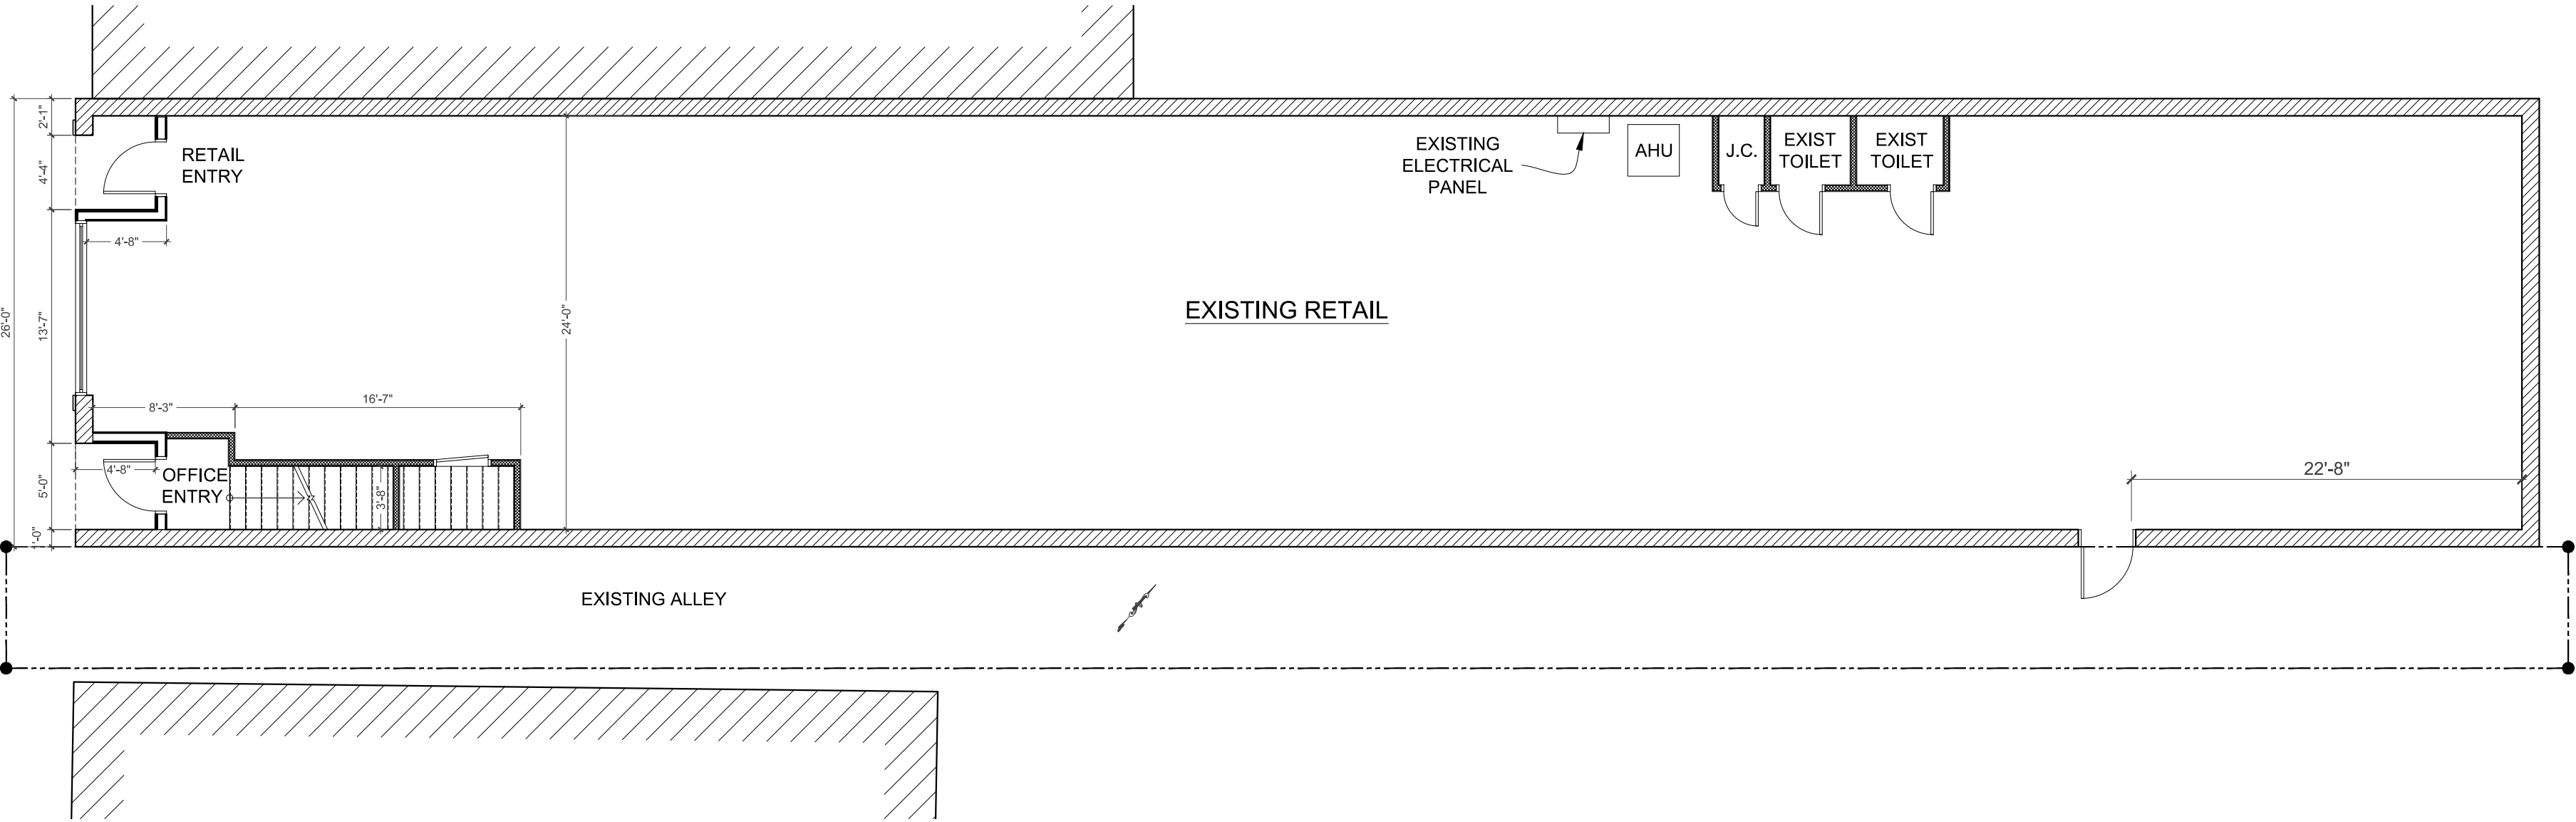 2'-1"
RETAIL
ENTRY
EXISTING
ELECTRICAL
PANEL
AHU
J.C.
EXIST
TOILET
EXIST
TOILET
4'-4"
4'-8"
26'-0"
13'-7"
24'-0"
EXISTING RETAIL
8'-3"
16'-7"
4'-8"
OFFICE
ENTRY
3'-8"
5'-0"
22'-8"
EXISTING ALLEY